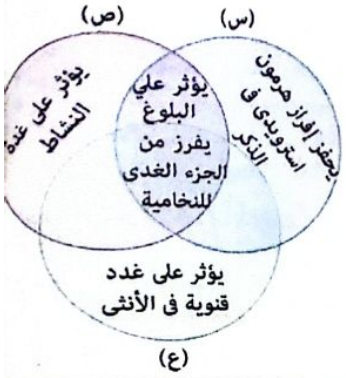 (ص)
(س)
يؤثر على غدة
النشاط
يؤثر علي
البلوغ
يفرز من
الجزء الغدى
للنخامية
يحفز إفراز هرمون
استرويدى فى
الذكر
يؤثر على غدد
قنوية فى الأنثى
(ع)